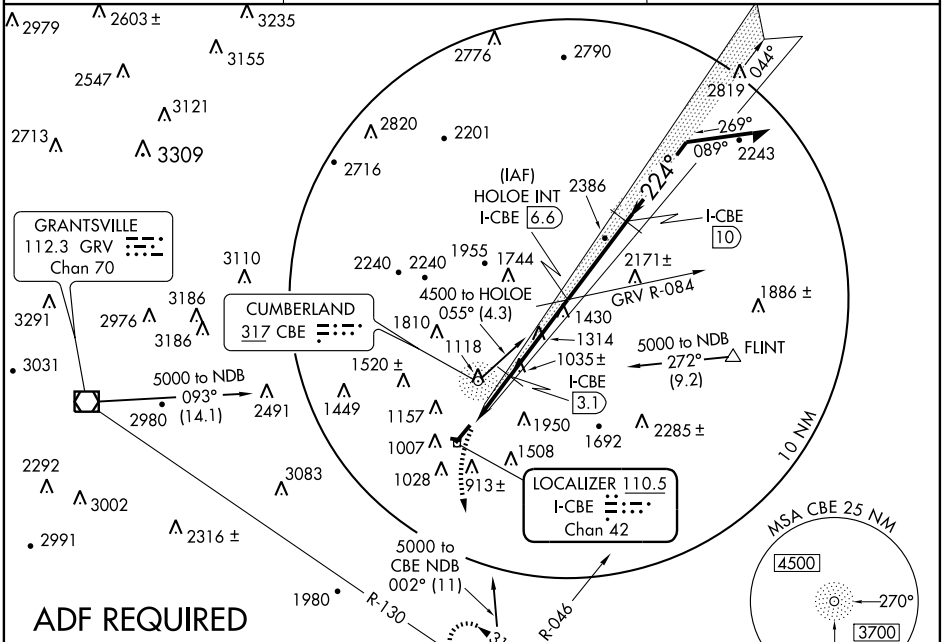 2979
2603 ±
3235
3155
2547
3121
2713
3309
2776
2790
2819
044°
2820
2201
2716
269°
089°
2243
224°
(IAF)
HOLOE INT
I-CBE 6.6
2386
I-CBE
10
GRANTSVILLE
112.3 GRV
Chan 70
3110
2240
2240
1955
1744
2171 ±
GRV R-084
4500 to HOLOE
055° (4.3)
1886 ±
3291
2976
3186
3186
CUMBERLAND
317 CBE
1810
1118
1430
1314
1035 ±
5000 to NDB
272°
(9.2)
FLINT
3031
5000 to NDB
093°
(14.1)
2980
2491
1449
1520 ±
I-CBE
3.1
1157
1007
1028
913 ±
1950
1508
1692
2285 ±
10 NM
2292
3002
2991
2316 ±
3083
LOCALIZER 110.5
I-CBE
Chan 42
5000 to
CBE NDB
002° (11)
1980
R-130
R-046
ADF REQUIRED
MSA CBE 25 NM
4500
270°
3700